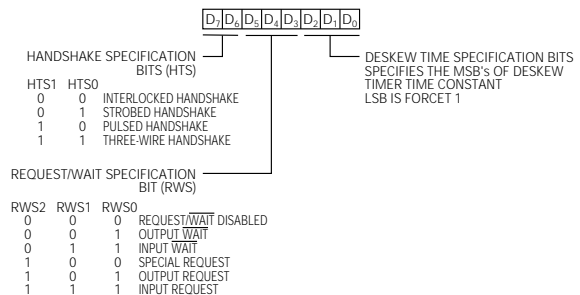 D7 D6 D5 D4 D3 D2 D1 D0
HANDSHAKE SPECIFICATION
BITS (HTS)
HTS1 HTS0
0 0 INTERLOCKED HANDSHAKE
0 1 STROBED HANDSHAKE
1 0 PULSED HANDSHAKE
1 1 THREE-WIRE HANDSHAKE
DESKEW TIME SPECIFICATION BITS
SPECIFIES THE MSB's OF DESKEW
TIMER TIME CONSTANT
LSB IS FORCET 1
REQUEST/WAIT SPECIFICATION
BIT (RWS)
RWS2 RWS1 RWS0
0 0 0 REQUEST/WAIT DISABLED
0 0 1 OUTPUT WAIT
0 1 1 INPUT WAIT
1 0 0 SPECIAL REQUEST
1 0 1 OUTPUT REQUEST
1 1 1 INPUT REQUEST